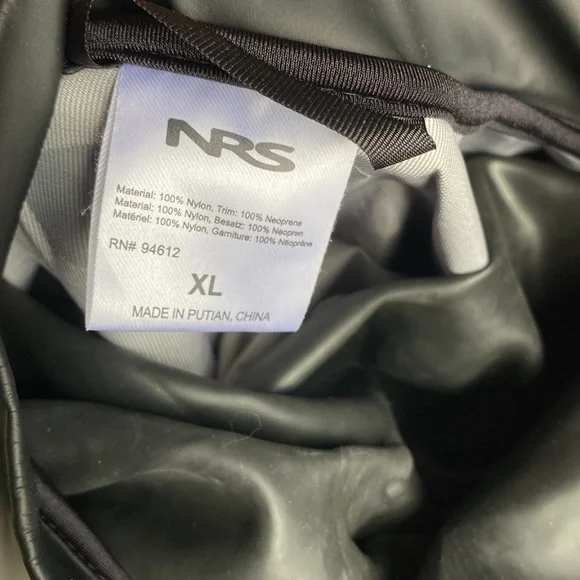 NRS
Material: 100% Nylon, Trim: 100% Neoprene
Material: 100% Nylon, Besatz: 100% Neopren
Matériel: 100% Nylon, Garniture: 100% Néoprène
RN# 94612
XL
MADE IN PUTIAN, CHINA